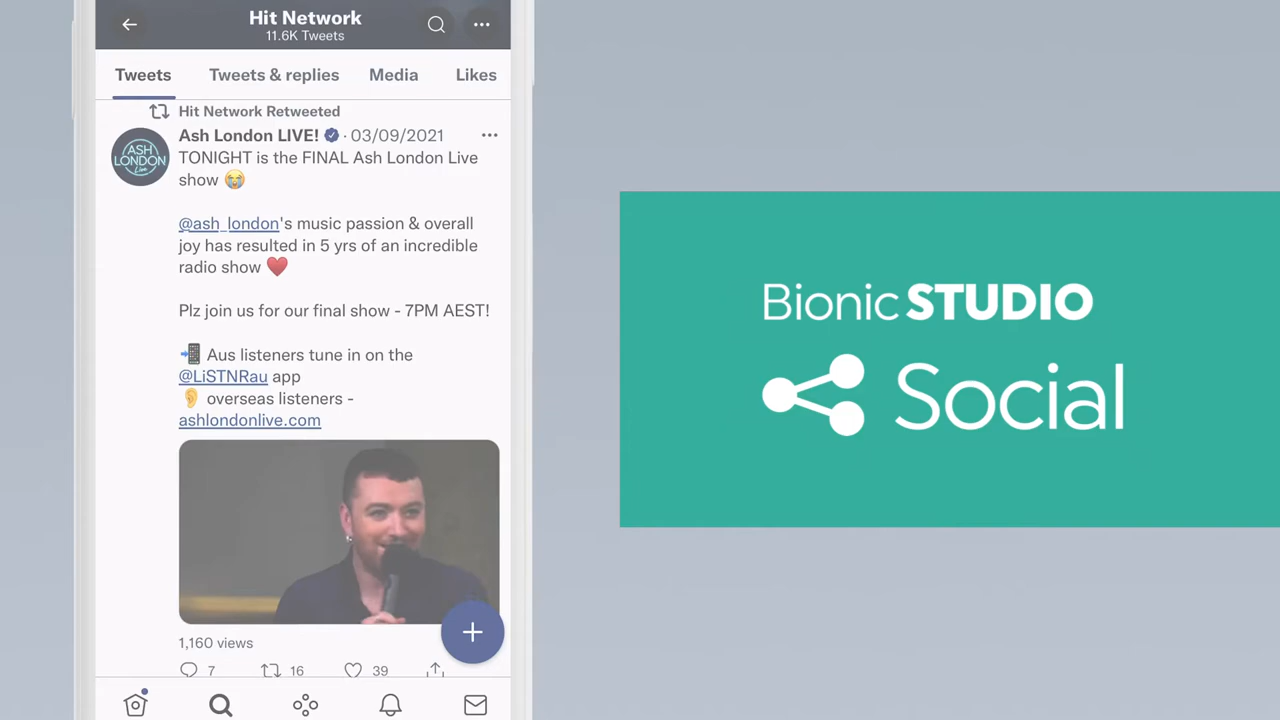 Hit Network
11.6K Tweets
Tweets Tweets & replies Media Likes
Hit Network Retweeted
Ash London LIVE! · 03/09/2021
ASH
LONDON
Live
TONIGHT is the FINAL Ash London Live
show 😭
@ash_london's music passion & overall
joy has resulted in 5 yrs of an incredible
radio show ♥️
Plz join us for our final show - 7PM AEST!
📲 Aus listeners tune in on the
@LiSTNRau app
👂 overseas listeners -
ashlondonlive.com
1,160 views
7 16 39
Bionic STUDIO
Social